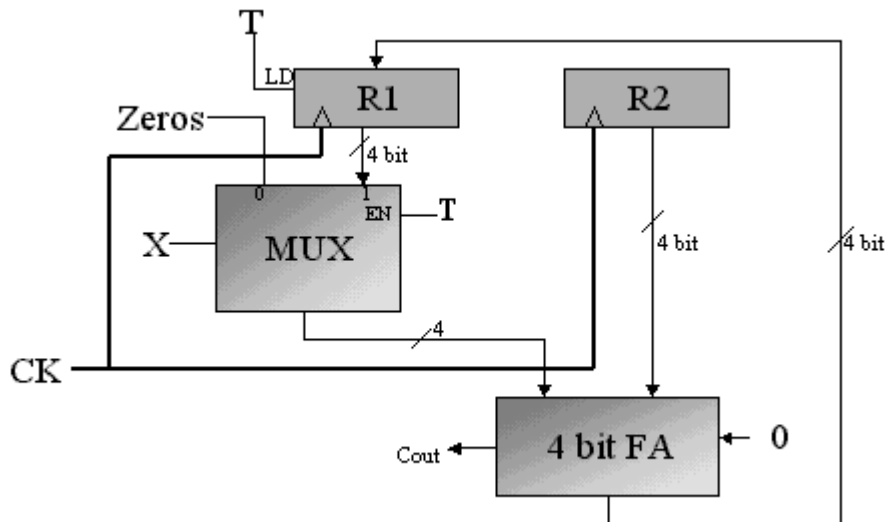 T
LD
R1
R2
Zeros
4 bit
0
1
EN
T
X
MUX
4 bit
4 bit
4
CK
4 bit FA
0
Cout